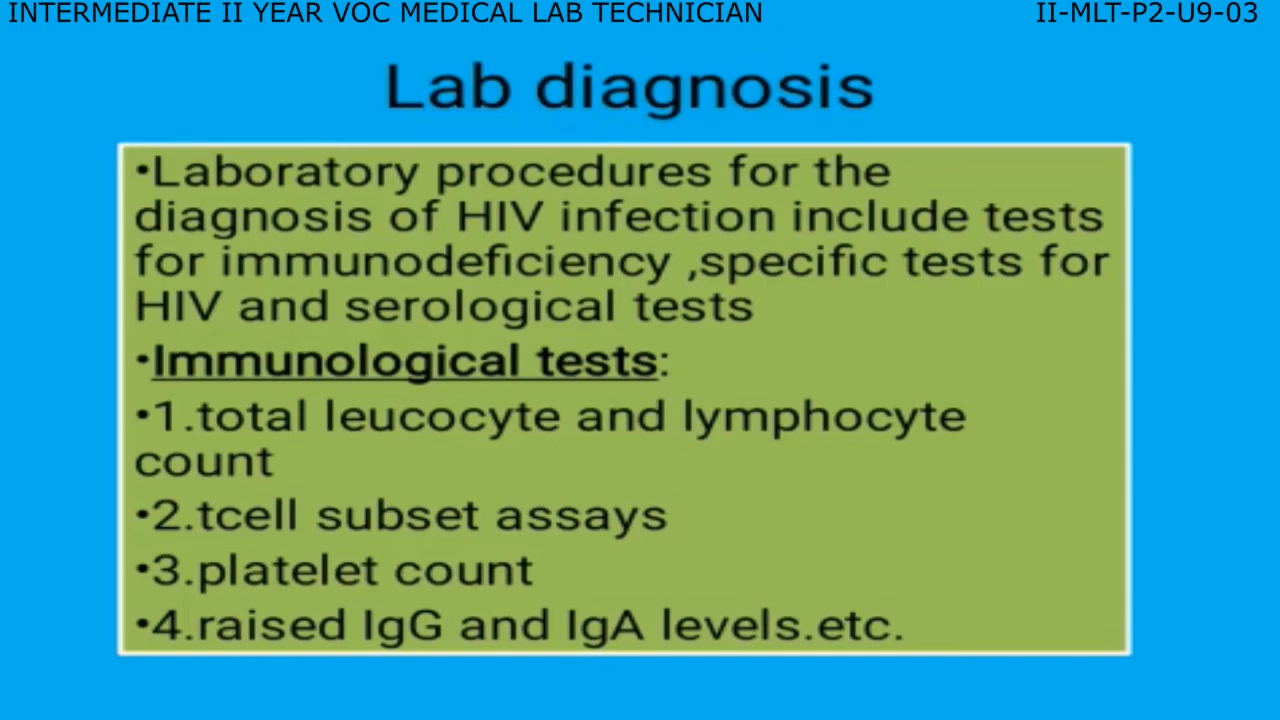 INTERMEDIATE II YEAR VOC MEDICAL LAB TECHNICIAN
II-MLT-P2-U9-03
Lab diagnosis
•Laboratory procedures for the
diagnosis of HIV infection include tests
for immunodeficiency ,specific tests for
HIV and serological tests
•Immunological tests:
•1.total leucocyte and lymphocyte
count
•2.tcell subset assays
•3.platelet count
•4.raised IgG and IgA levels.etc.